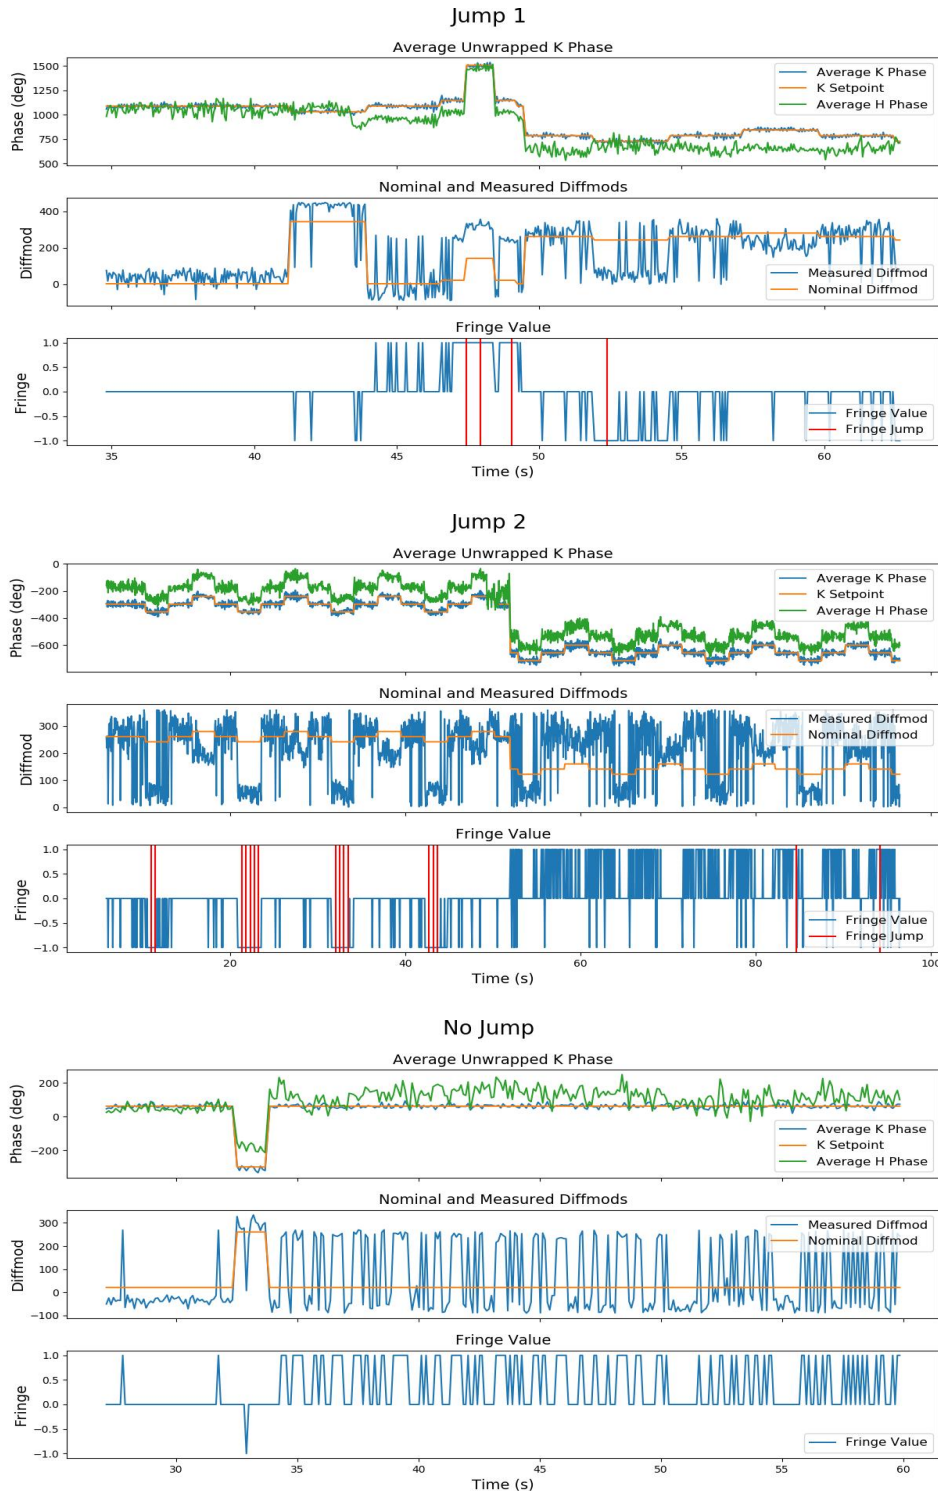 Jump 1
Average Unwrapped K Phase
Phase (deg)
1500
1250
1000
750
500
Average K Phase
K Setpoint
Average H Phase
Nominal and Measured Diffmods
Diffmod
400
200
0
Measured Diffmod
Nominal Diffmod
Fringe Value
Fringe
1.0
0.5
0.0
−0.5
−1.0
Fringe Value
Fringe Jump
35 40 45 50 55 60
Time (s)
Jump 2
Average Unwrapped K Phase
Phase (deg)
0
−200
−400
−600
Average K Phase
K Setpoint
Average H Phase
Nominal and Measured Diffmods
Diffmod
300
200
100
0
Measured Diffmod
Nominal Diffmod
Fringe Value
Fringe
1.0
0.5
0.0
−0.5
−1.0
Fringe Value
Fringe Jump
20 40 60 80 100
Time (s)
No Jump
Average Unwrapped K Phase
Phase (deg)
200
0
−200
Average K Phase
K Setpoint
Average H Phase
Nominal and Measured Diffmods
Diffmod
300
200
100
0
−100
Measured Diffmod
Nominal Diffmod
Fringe Value
Fringe
1.0
0.5
0.0
−0.5
−1.0
Fringe Value
30 35 40 45 50 55 60
Time (s)